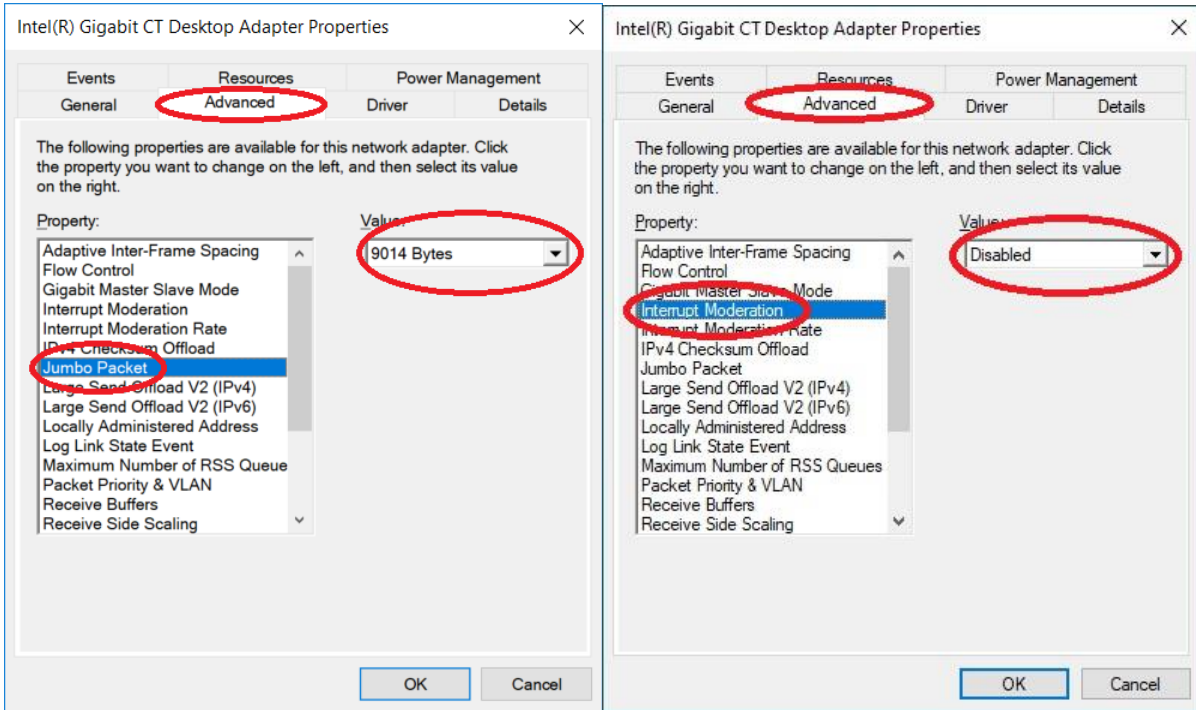 Intel(R) Gigabit CT Desktop Adapter Properties
Events Resources Power Management
General Advanced Driver Details
The following properties are available for this network adapter. Click
the property you want to change on the left, and then select its value
on the right.
Property: Value:
Adaptive Inter-Frame Spacing
9014 Bytes
Flow Control
Gigabit Master Slave Mode
Interrupt Moderation
Interrupt Moderation Rate
IPv4 Checksum Offload
Jumbo Packet
Large Send Offload V2 (IPv4)
Large Send Offload V2 (IPv6)
Locally Administered Address
Log Link State Event
Maximum Number of RSS Queue
Packet Priority & VLAN
Receive Buffers
Receive Side Scaling
OK Cancel
Intel(R) Gigabit CT Desktop Adapter Properties
Events Resources Power Management
General Advanced Driver Details
The following properties are available for this network adapter. Click
the property you want to change on the left, and then select its value
on the right.
Property: Value:
Adaptive Inter-Frame Spacing
Disabled
Flow Control
Gigabit Master Slave Mode
Interrupt Moderation
Interrupt Moderation Rate
IPv4 Checksum Offload
Jumbo Packet
Large Send Offload V2 (IPv4)
Large Send Offload V2 (IPv6)
Locally Administered Address
Log Link State Event
Maximum Number of RSS Queues
Packet Priority & VLAN
Receive Buffers
Receive Side Scaling
OK Cancel